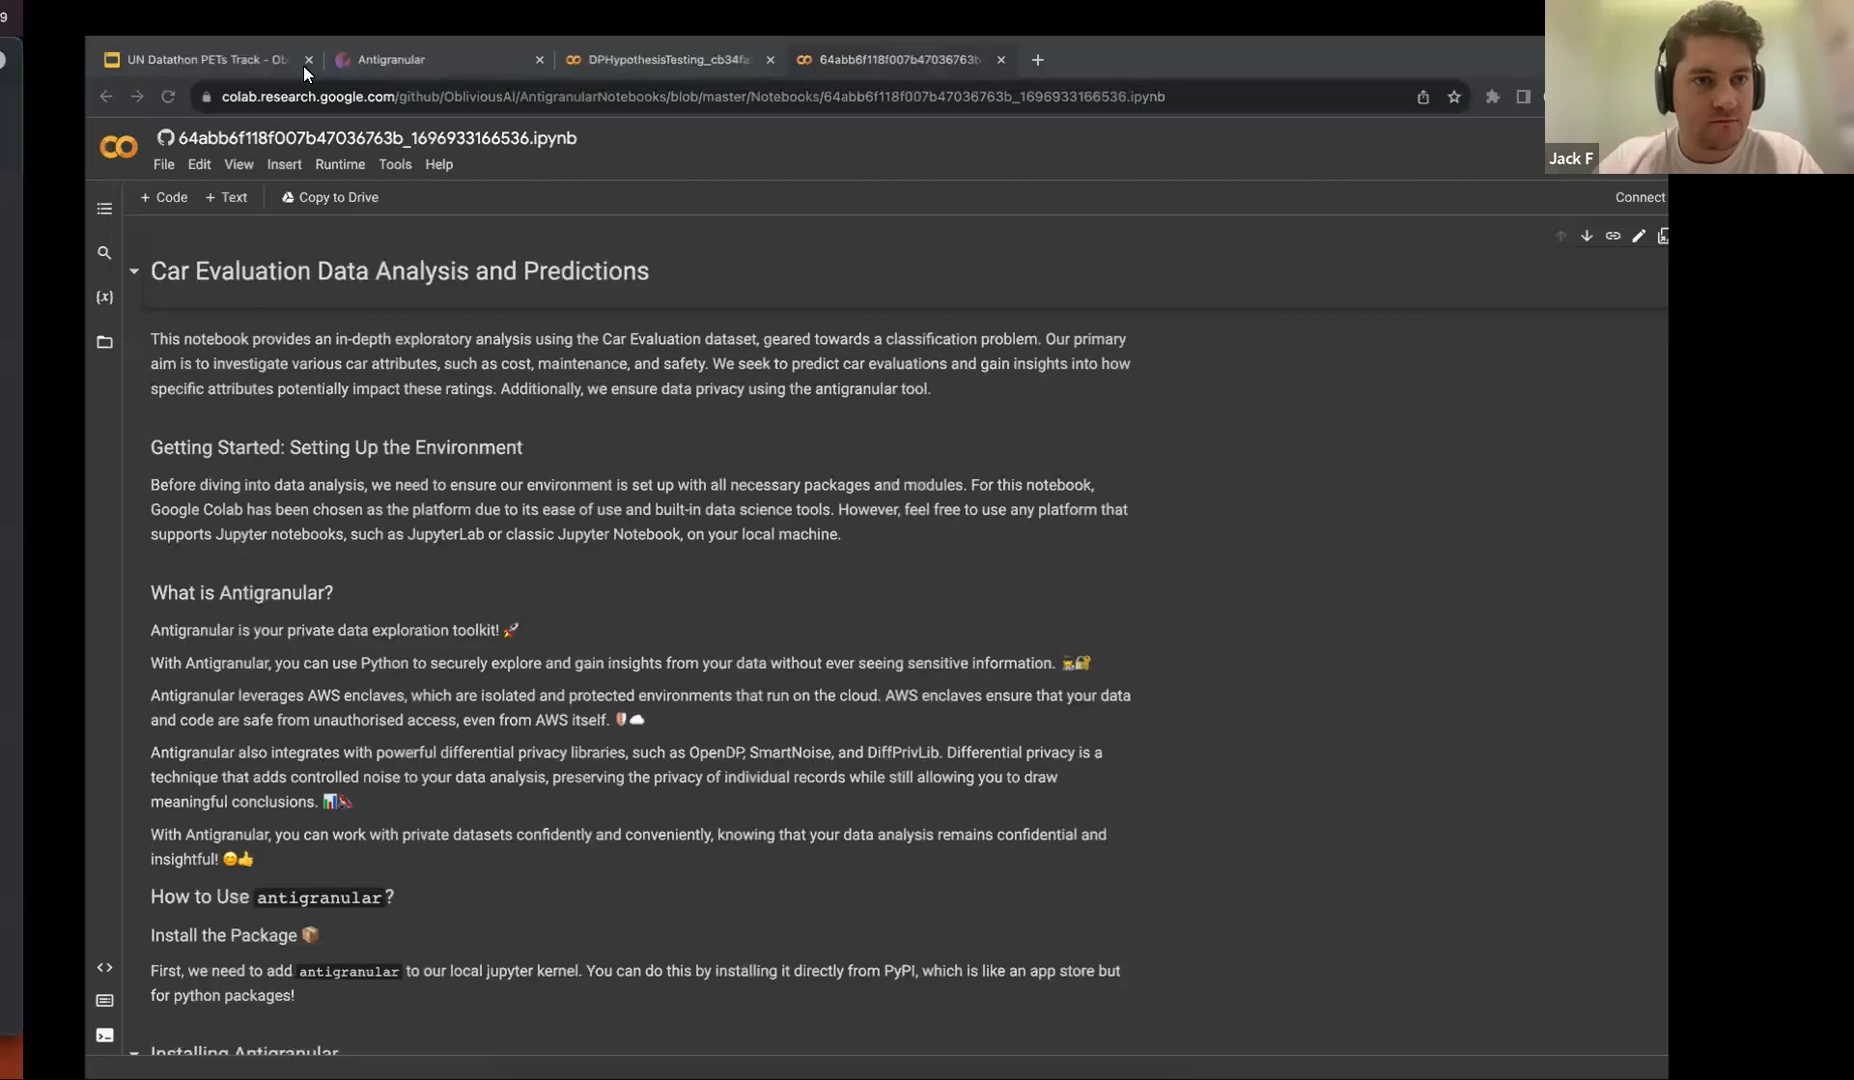 9
UN Datathon PETs Track - Ob
Antigranular
DPHypothesisTesting_cb34fa
64abb6f118f007b47036763b
colab.research.google.com/github/ObliviousAI/AntigranularNotebooks/blob/master/Notebooks/64abb6f118f007b47036763b_1696933166536.ipynb
64abb6f118f007b47036763b_1696933166536.ipynb
File Edit View Insert Runtime Tools Help
+ Code + Text Copy to Drive
Connect
Jack F
Car Evaluation Data Analysis and Predictions
This notebook provides an in-depth exploratory analysis using the Car Evaluation dataset, geared towards a classification problem. Our primary
aim is to investigate various car attributes, such as cost, maintenance, and safety. We seek to predict car evaluations and gain insights into how
specific attributes potentially impact these ratings. Additionally, we ensure data privacy using the antigranular tool.
Getting Started: Setting Up the Environment
Before diving into data analysis, we need to ensure our environment is set up with all necessary packages and modules. For this notebook,
Google Colab has been chosen as the platform due to its ease of use and built-in data science tools. However, feel free to use any platform that
supports Jupyter notebooks, such as JupyterLab or classic Jupyter Notebook, on your local machine.
What is Antigranular?
Antigranular is your private data exploration toolkit! 🚀
With Antigranular, you can use Python to securely explore and gain insights from your data without ever seeing sensitive information.
Antigranular leverages AWS enclaves, which are isolated and protected environments that run on the cloud. AWS enclaves ensure that your data
and code are safe from unauthorised access, even from AWS itself.
Antigranular also integrates with powerful differential privacy libraries, such as OpenDP, SmartNoise, and DiffPrivLib. Differential privacy is a
technique that adds controlled noise to your data analysis, preserving the privacy of individual records while still allowing you to draw
meaningful conclusions.
With Antigranular, you can work with private datasets confidently and conveniently, knowing that your data analysis remains confidential and
insightful! 😊👍
How to Use antigranular?
Install the Package 📦
First, we need to add antigranular to our local jupyter kernel. You can do this by installing it directly from PyPI, which is like an app store but
for python packages!
Installing Antigranular